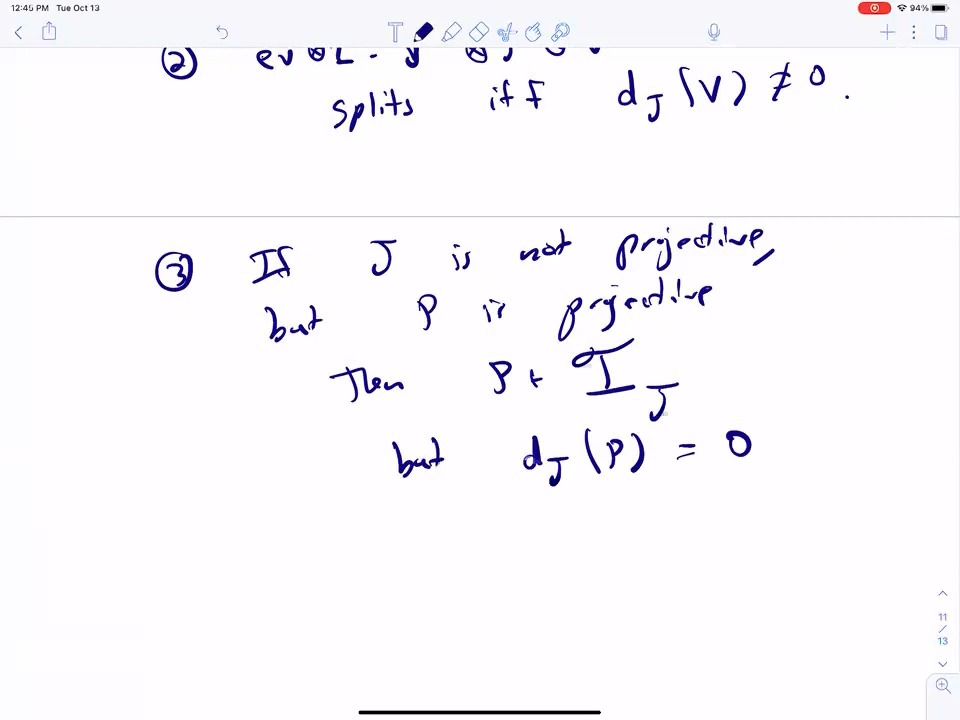 12:45 PM Tue Oct 13
94%
②
splits iff d_J (V) ≠ 0 .
③ If J is not projective,
but P is projective
then P ∈ I_J
but d_J (P) = 0
11
/
13